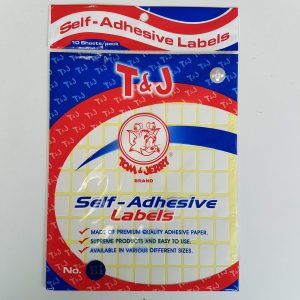 Self-Adhesive Labels
10 Sheets/pack
T&J
TOM & JERRY
BRAND
Self-Adhesive
Labels
✓ MADE OF PREMIUM QUALITY ADHESIVE PAPER.
✓ SUPREME PRODUCTS AND EASY TO USE.
✓ AVAILABLE IN VARIOUS DIFFERENT SIZES.
No.